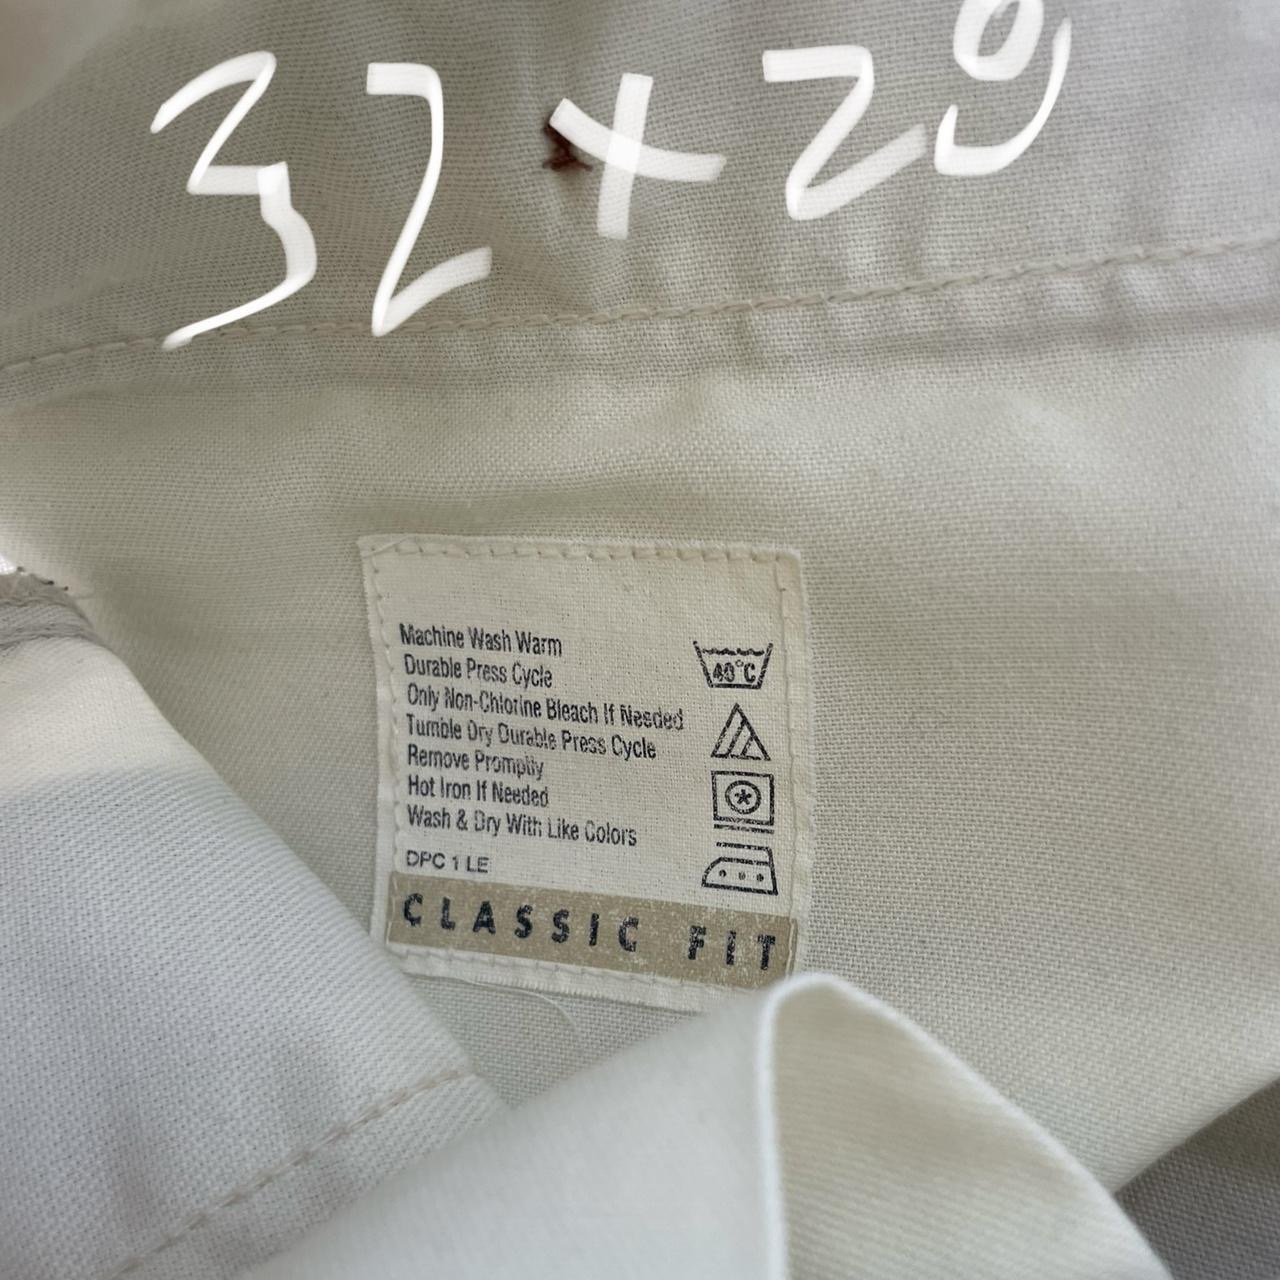 32 + 29
Machine Wash Warm
Durable Press Cycle
Only Non-Chlorine Bleach If Needed
Tumble Dry Durable Press Cycle
Remove Promptly
Hot Iron If Needed
Wash & Dry With Like Colors
DPC 1 LE
CLASSIC FIT
40°C